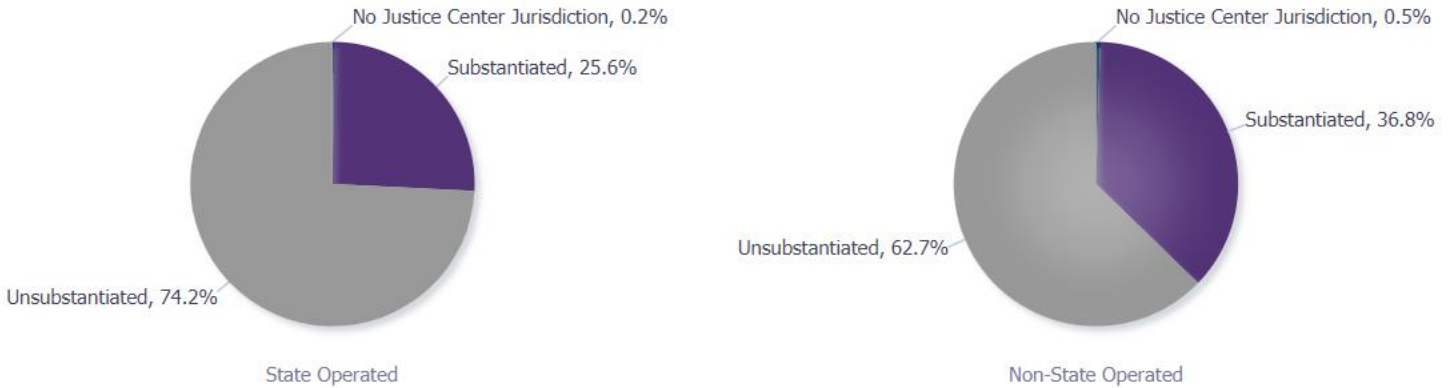 No Justice Center Jurisdiction, 0.2%
Substantiated, 25.6%
Unsubstantiated, 74.2%
State Operated
No Justice Center Jurisdiction, 0.5%
Substantiated, 36.8%
Unsubstantiated, 62.7%
Non-State Operated